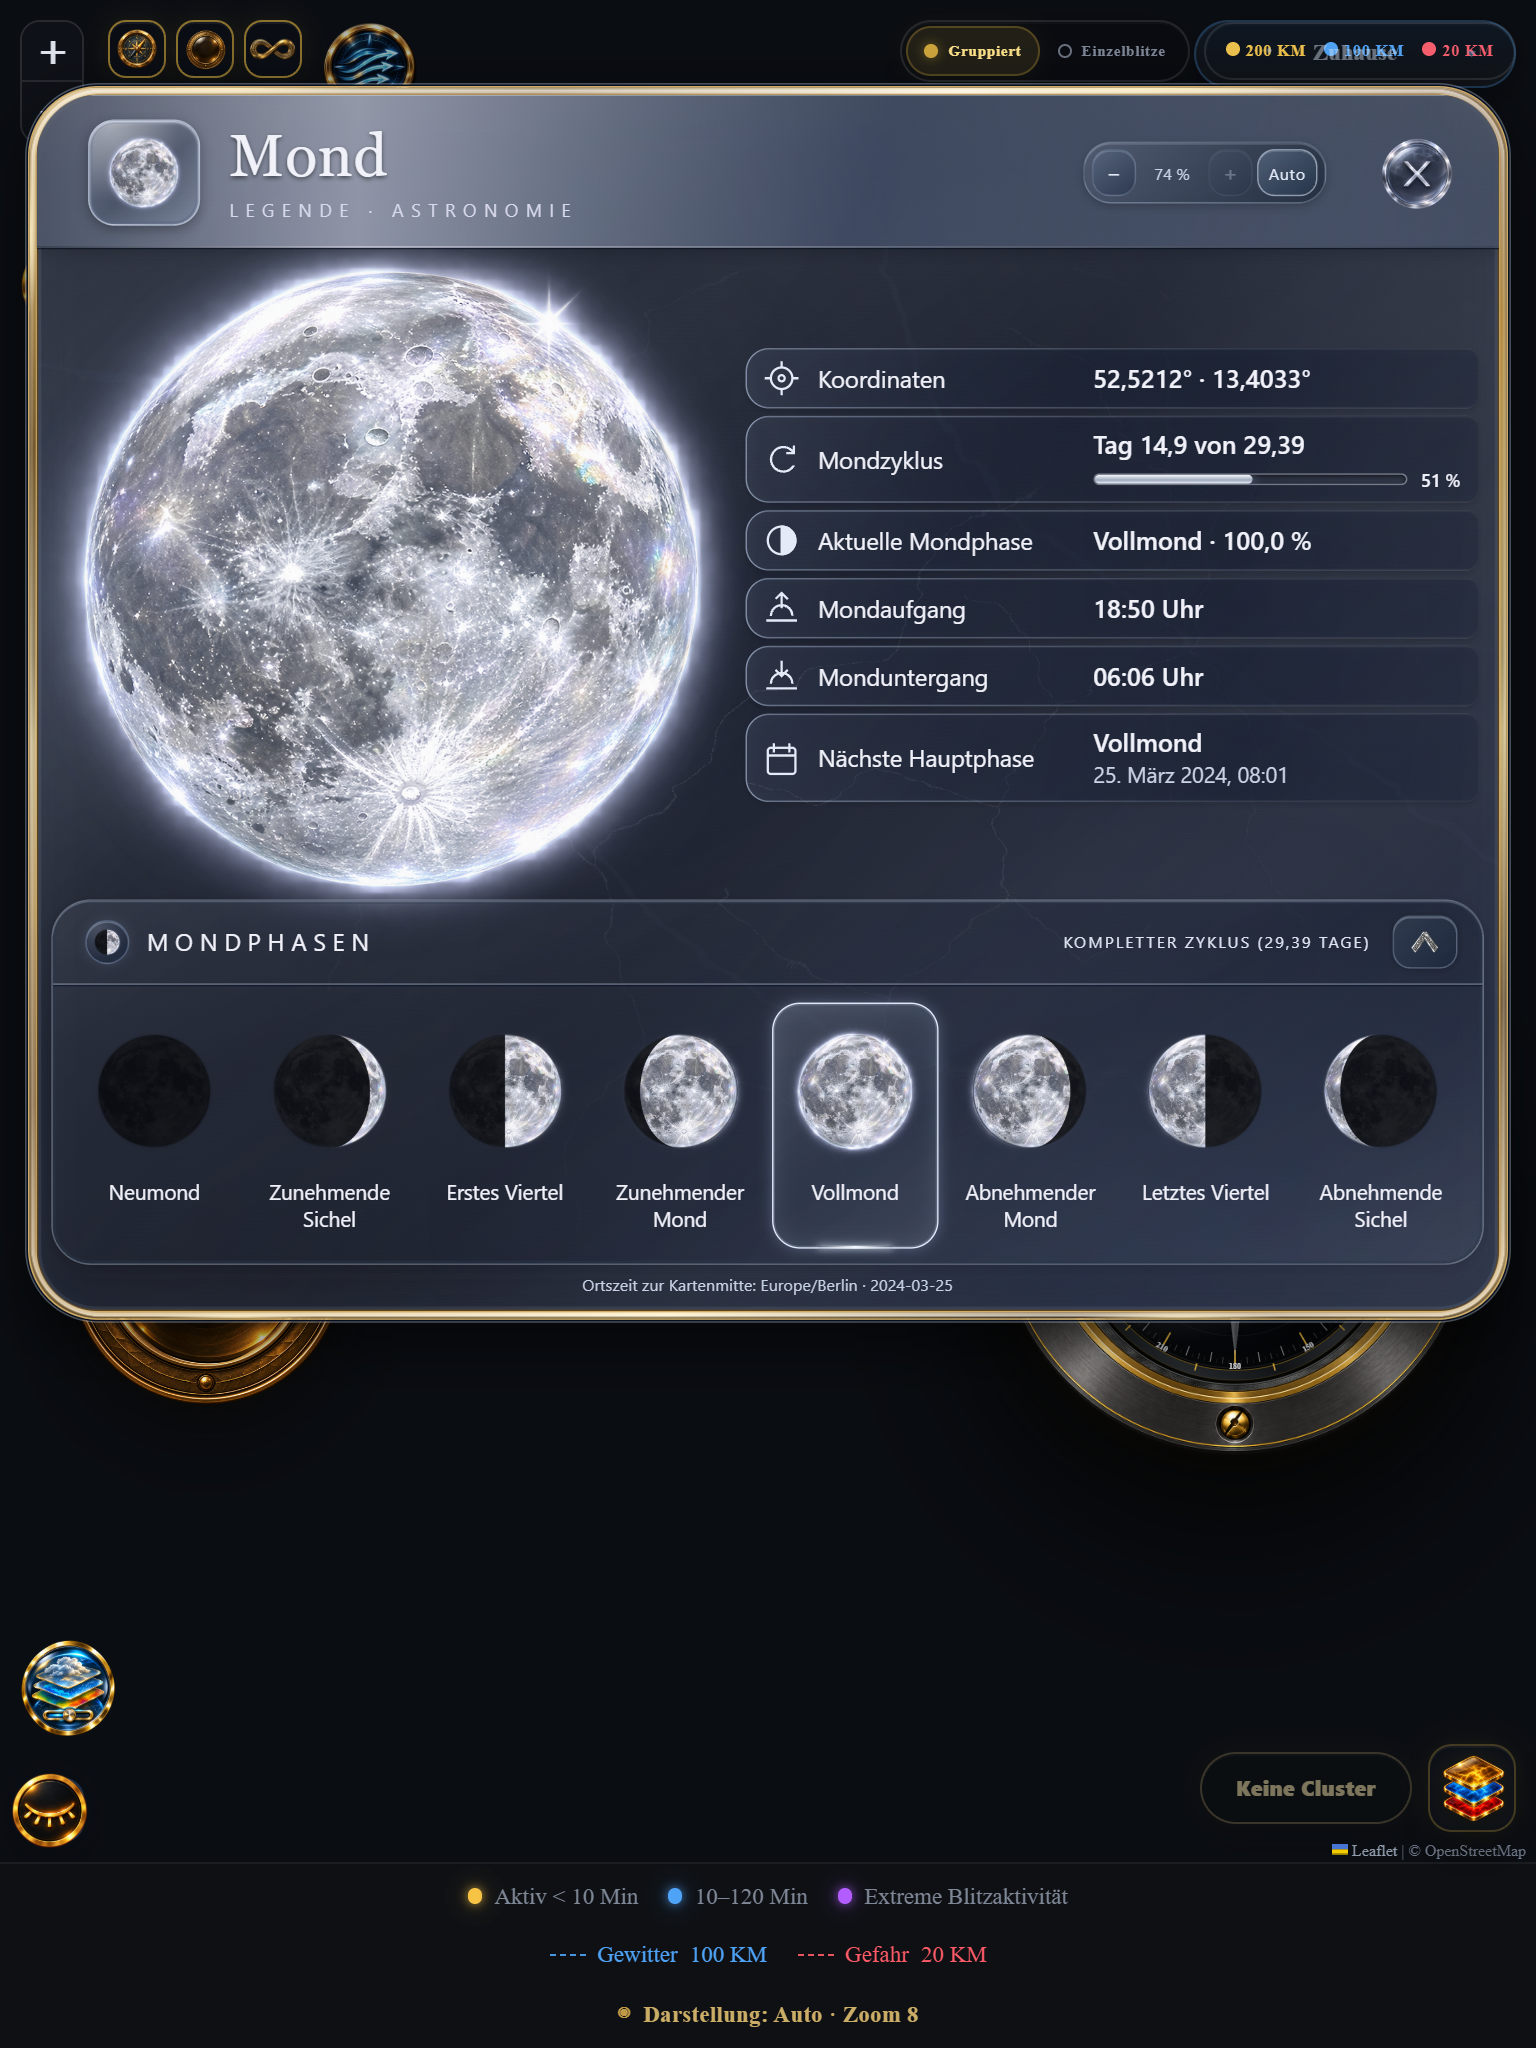 +
Gruppiert
Einzelblitze
200 KM
100 KM
20 KM
Zuhause
Mond
LEGENDE · ASTRONOMIE
− 74 % + Auto
Koordinaten 52,5212° · 13,4033°
Mondzyklus Tag 14,9 von 29,39
51 %
Aktuelle Mondphase Vollmond · 100,0 %
Mondaufgang 18:50 Uhr
Monduntergang 06:06 Uhr
Nächste Hauptphase Vollmond
25. März 2024, 08:01
MONDPHASEN
KOMPLETTER ZYKLUS (29,39 TAGE)
Neumond
Zunehmende
Sichel
Erstes Viertel
Zunehmender
Mond
Vollmond
Abnehmender
Mond
Letztes Viertel
Abnehmende
Sichel
Ortszeit zur Kartenmitte: Europe/Berlin · 2024-03-25
210
180
150
Keine Cluster
Leaflet | © OpenStreetMap
Aktiv < 10 Min 10–120 Min Extreme Blitzaktivität
Gewitter 100 KM Gefahr 20 KM
Darstellung: Auto · Zoom 8